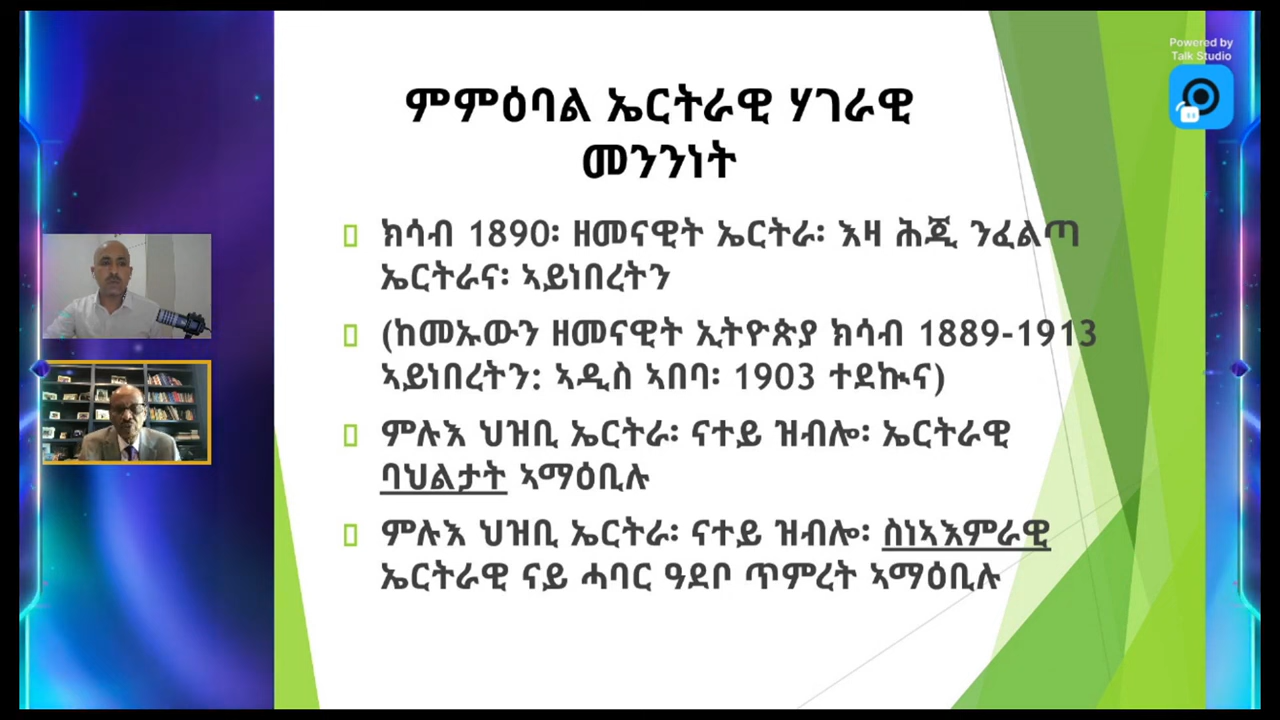 ምምዕባል ኤርትራዊ ሃገራዊ
መንንነት
ክሳብ 1890፡ ዘመናዊት ኤርትራ፡ እዛ ሕጂ ንፈልጣ
ኤርትራና፡ ኣይነበረትን
(ከመኡውን ዘመናዊት ኢትዮጵያ ክሳብ 1889-1913
ኣይነበረትን: ኣዲስ ኣበባ፡ 1903 ተደኲና)
ምሉእ ህዝቢ ኤርትራ፡ ናተይ ዝብሎ፡ ኤርትራዊ
ባህልታት ኣማዕቢሉ
ምሉእ ህዝቢ ኤርትራ፡ ናተይ ዝብሎ፡ ስነኣእምራዊ
ኤርትራዊ ናይ ሓባር ዓደቦ ጥምረት ኣማዕቢሉ
Powered by
Talk Studio